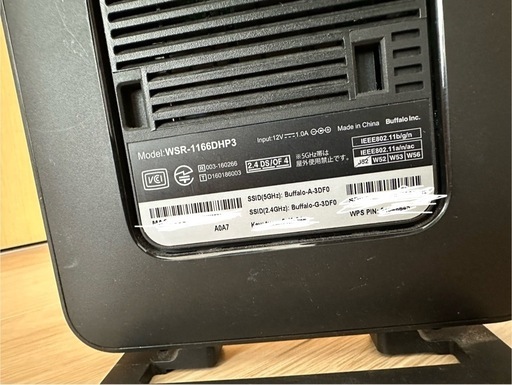 Model:WSR-1166DHP3
Input:12V 1.0A
Made in China Buffalo Inc.
VCCI
R 003-160266
T D160186003
2.4 DS/OF 4
※5GHz帯は
屋外使用禁止です。
IEEE802.11b/g/n
IEEE802.11a/n/ac
J52 W52 W53 W56
SSID(5GHz): Buffalo-A-3DF0
SSID(2.4GHz): Buffalo-G-3DF0
A0A7
WPS PIN: